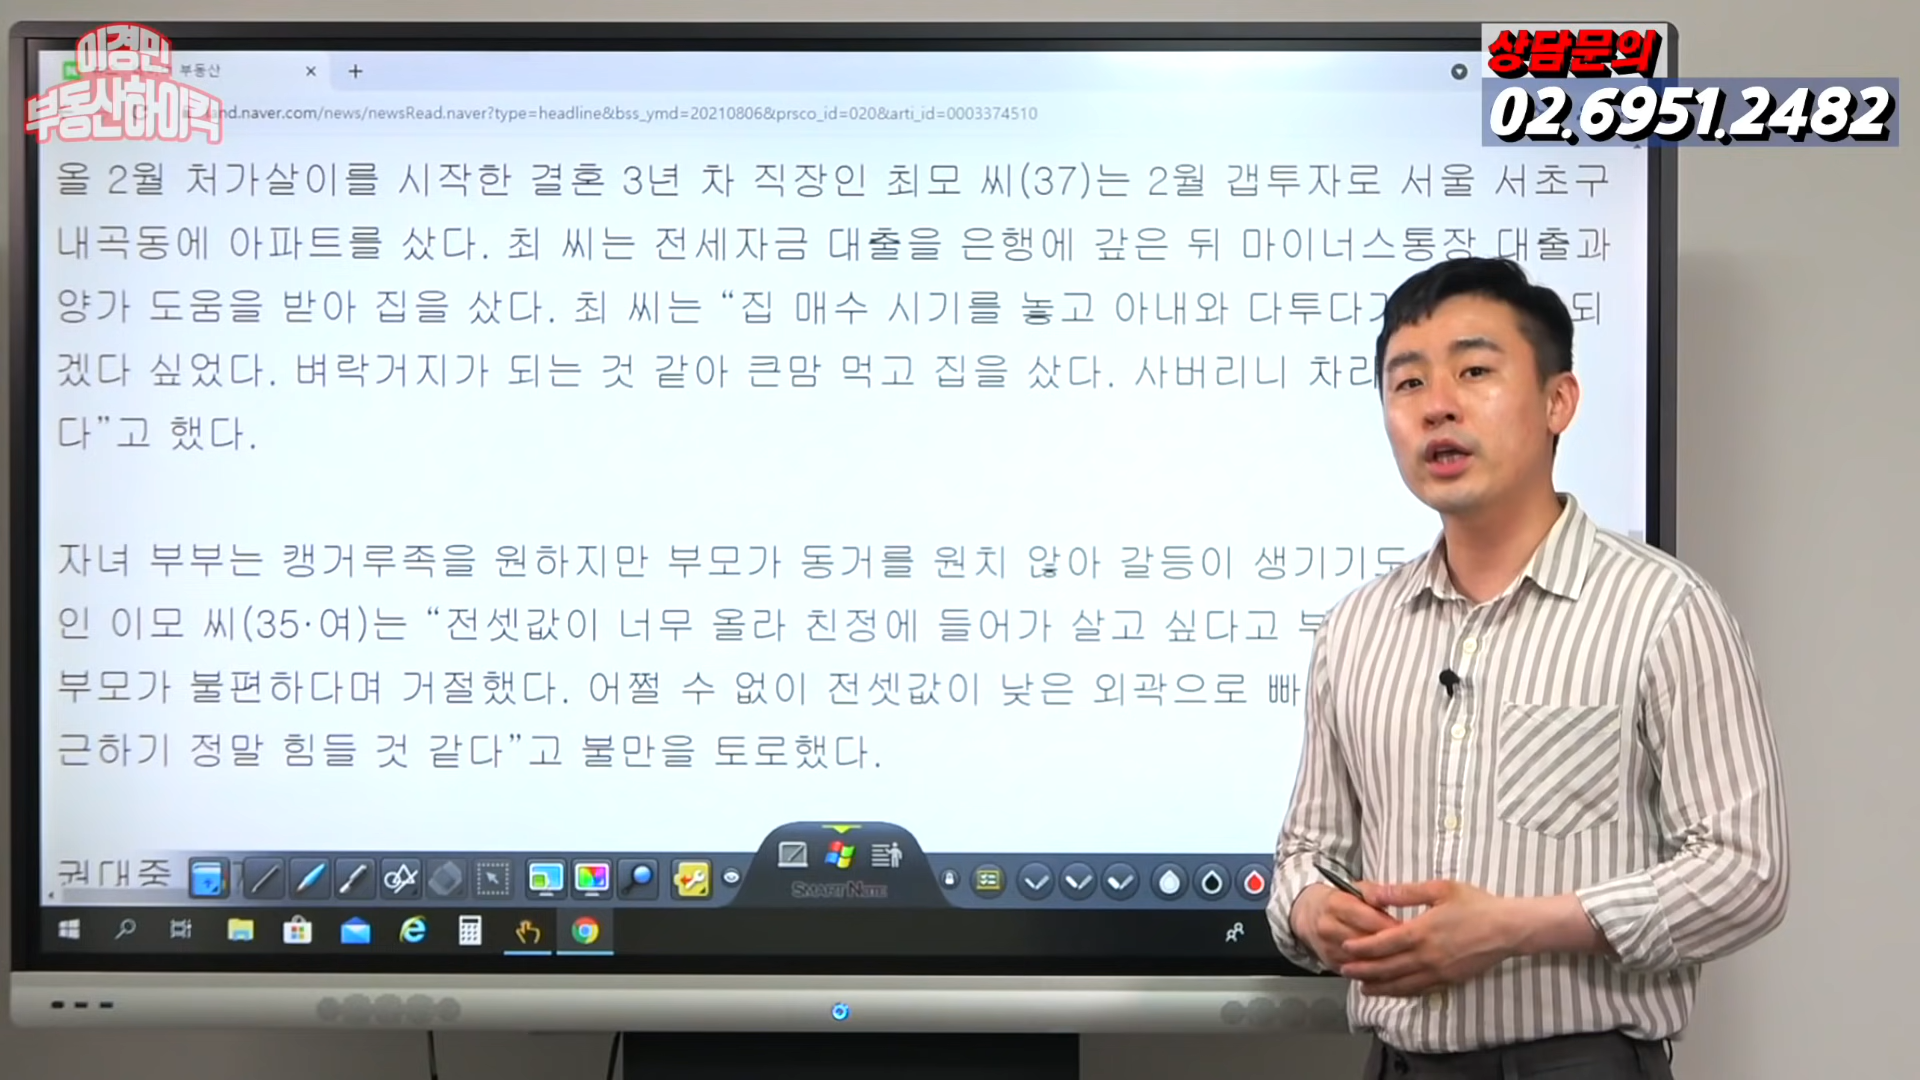 이경민
부동산하이킥
부동산
상담문의
02.6951.2482
and.naver.com/news/newsRead.naver?type=headline&bss_ymd=20210806&prsco_id=020&arti_id=0003374510
올 2월 처가살이를 시작한 결혼 3년 차 직장인 최모 씨(37)는 2월 갭투자로 서울 서초구
내곡동에 아파트를 샀다. 최 씨는 전세자금 대출을 은행에 갚은 뒤 마이너스통장 대출과
양가 도움을 받아 집을 샀다. 최 씨는 “집 매수 시기를 놓고 아내와 다투다가 되
겠다 싶었다. 벼락거지가 되는 것 같아 큰맘 먹고 집을 샀다. 사버리니 차라
다”고 했다.
자녀 부부는 캥거루족을 원하지만 부모가 동거를 원치 않아 갈등이 생기기도
인 이모 씨(35·여)는 “전셋값이 너무 올라 친정에 들어가 살고 싶다고
부모가 불편하다며 거절했다. 어쩔 수 없이 전셋값이 낮은 외곽으로 빠
근하기 정말 힘들 것 같다”고 불만을 토로했다.
권대중
SMART NOTE